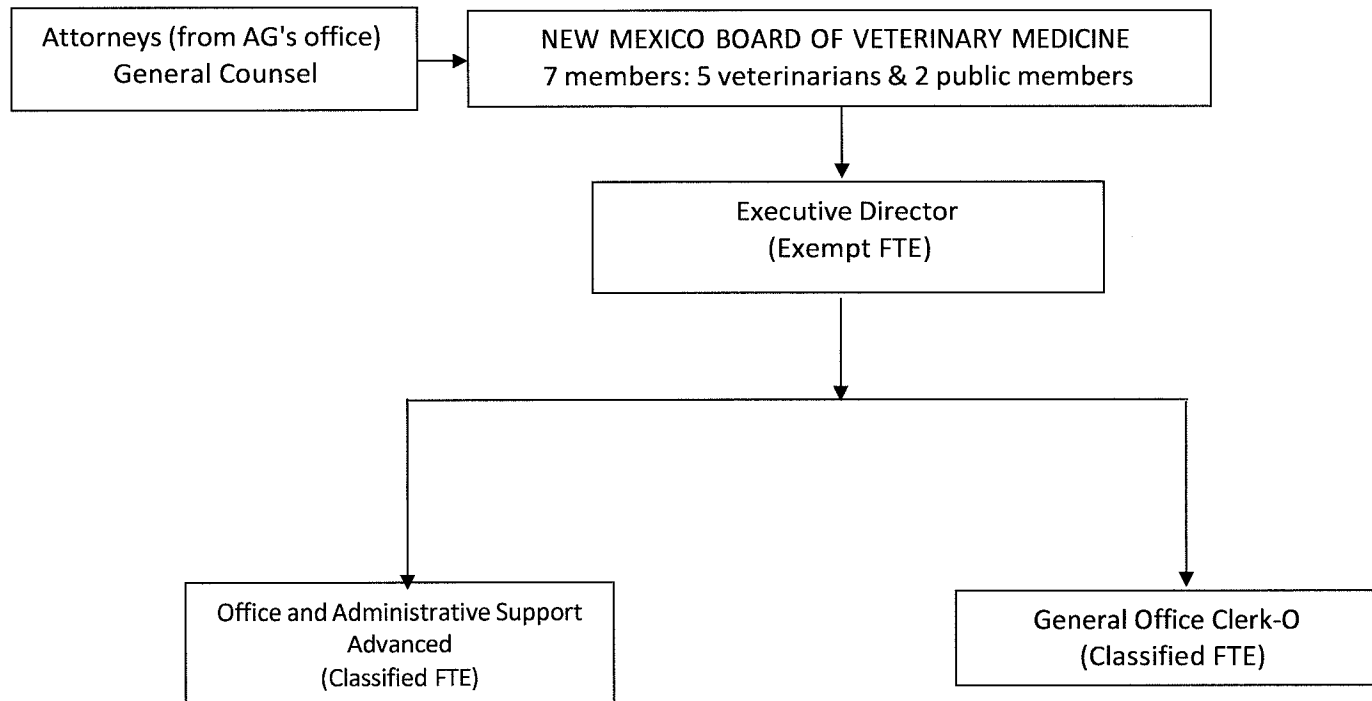 Attorneys (from AG's office)
General Counsel
NEW MEXICO BOARD OF VETERINARY MEDICINE
7 members: 5 veterinarians & 2 public members
Executive Director
(Exempt FTE)
Office and Administrative Support
Advanced
(Classified FTE)
General Office Clerk-O
(Classified FTE)